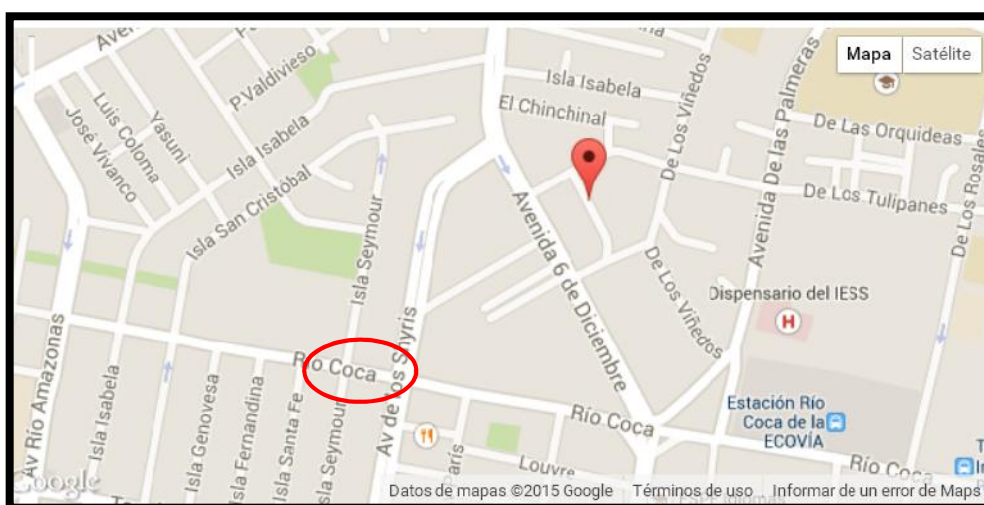 Mapa
Satélite
P. Valdivieso
Luis Coloma
Yasuni
José Vivanco
Isla Isabela
Isla San Cristóbal
Isla Seymour
Isla Isabela
El Chinchinal
De Los Viñedos
Avenida De las Palmeras
De Las Orquideas
De Los Tulipanes
De Los Rosales
Avenida 6 de Diciembre
De Los Viñedos
Dispensario del IESS
H
Av Río Amazonas
Río Coca
Av de los Shyris
Isla Isabela
Isla Genovesa
Isla Fernandina
Isla Santa Fe
Isla Seymour
París
Louvre
Río Coca
Estación Río
Coca de la
ECOVÍA
Río Coca
Google
Datos de mapas ©2015 Google
Términos de uso
Informar de un error de Maps